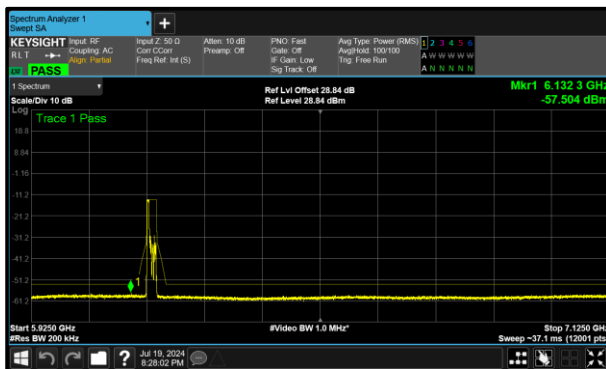 Spectrum Analyzer 1
Swept SA
KEYSIGHT
RLT
PASS
Input: RF
Coupling: AC
Align: Partial
Input Z: 50 Ω
Corr CCorr
Freq Ref: Int (S)
Atten: 10 dB
Preamp: Off
PNO: Fast
Gate: Off
IF Gain: Low
Sig Track: Off
Avg Type: Power (RMS)
Avg|Hold: 100/100
Trig: Free Run
1 2 3 4 5 6
A W W W W W
A N N N N N
1 Spectrum
Scale/Div 10 dB
Ref Lvl Offset 28.84 dB
Ref Level 28.84 dBm
Mkr1 6.132 3 GHz
-57.504 dBm
Log
Trace 1 Pass
18.8
8.84
-1.16
-11.2
-21.2
-31.2
-41.2
-51.2
-61.2
1
Start 5.9250 GHz
#Res BW 200 kHz
#Video BW 1.0 MHz*
Stop 7.1250 GHz
Sweep ~37.1 ms (12001 pts)
?
Jul 19, 2024
8:28:02 PM